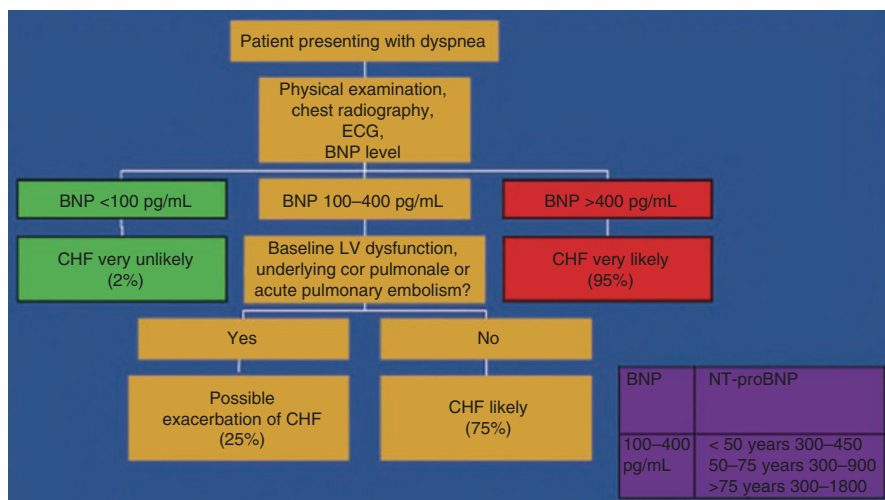 Patient presenting with dyspnea
Physical examination,
chest radiography,
ECG,
BNP level
BNP <100 pg/mL
BNP 100–400 pg/mL
BNP >400 pg/mL
CHF very unlikely
(2%)
Baseline LV dysfunction,
underlying cor pulmonale or
acute pulmonary embolism?
CHF very likely
(95%)
Yes
No
Possible
exacerbation of CHF
(25%)
CHF likely
(75%)
BNP
NT-proBNP
100–400
pg/mL
< 50 years 300–450
50–75 years 300–900
>75 years 300–1800